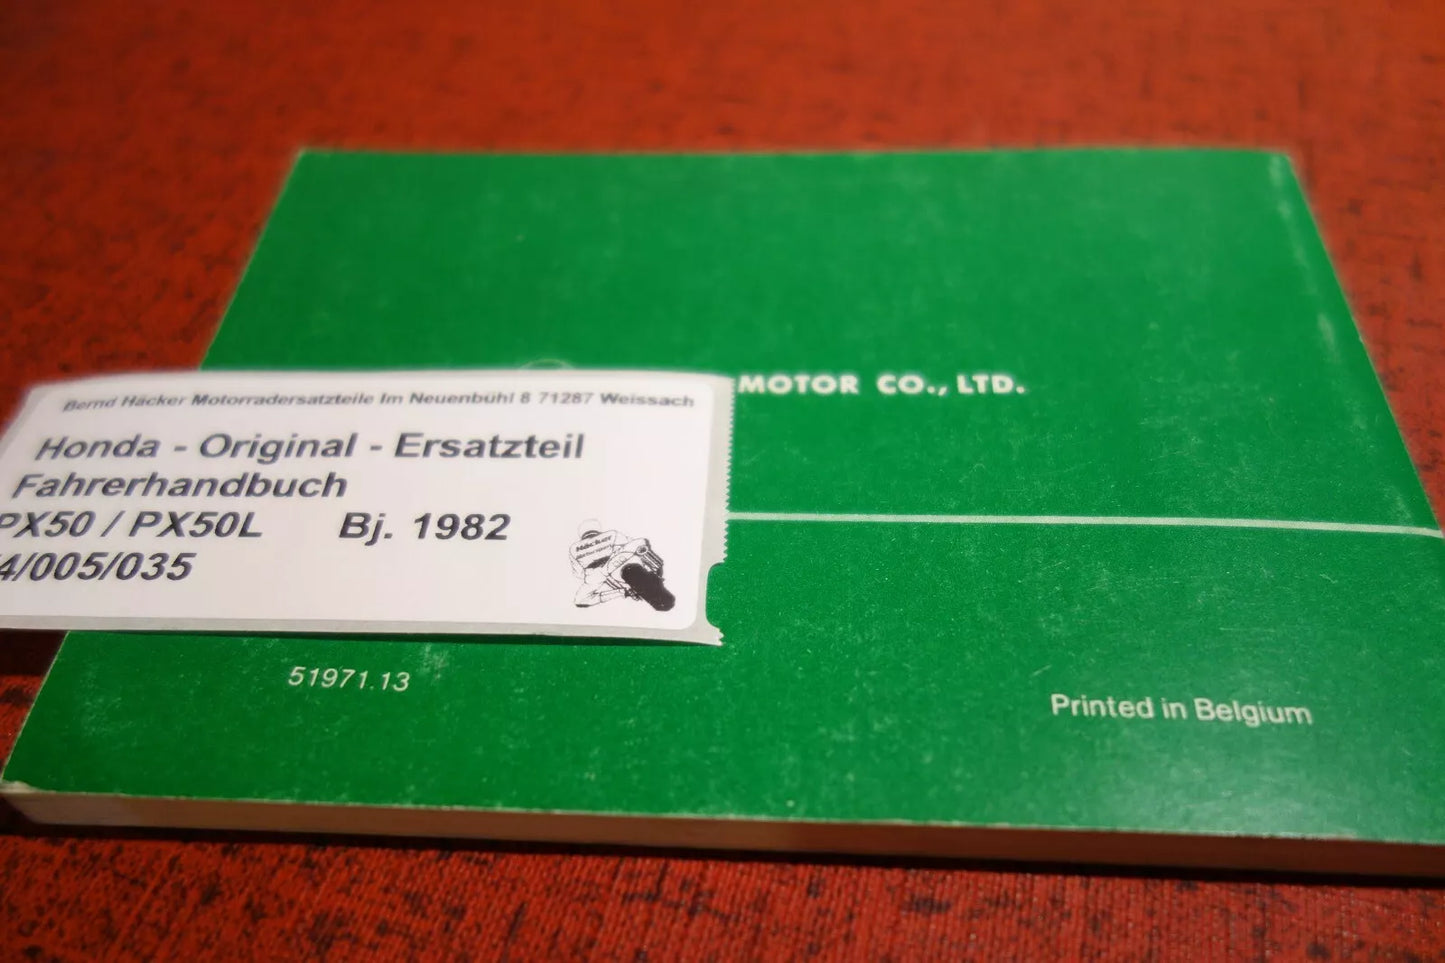 MOTOR CO., LTD.
Bernd Häcker Motorradersatzteile Im Neuenbühl 8 71287 Weissach
Honda - Original - Ersatzteil
Fahrerhandbuch
PX50 / PX50L Bj. 1982
4/005/035
Häcker
51971.13
Printed in Belgium